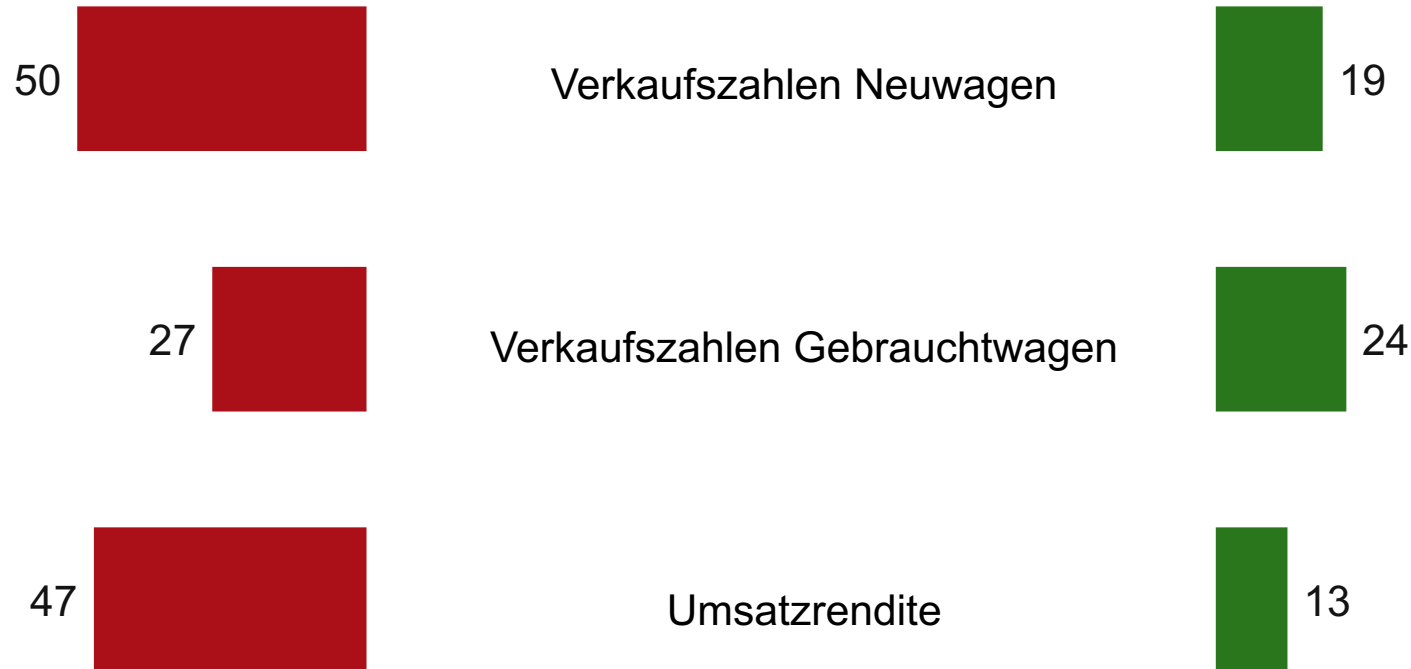 50 Verkaufszahlen Neuwagen 19
27 Verkaufszahlen Gebrauchtwagen 24
47 Umsatzrendite 13